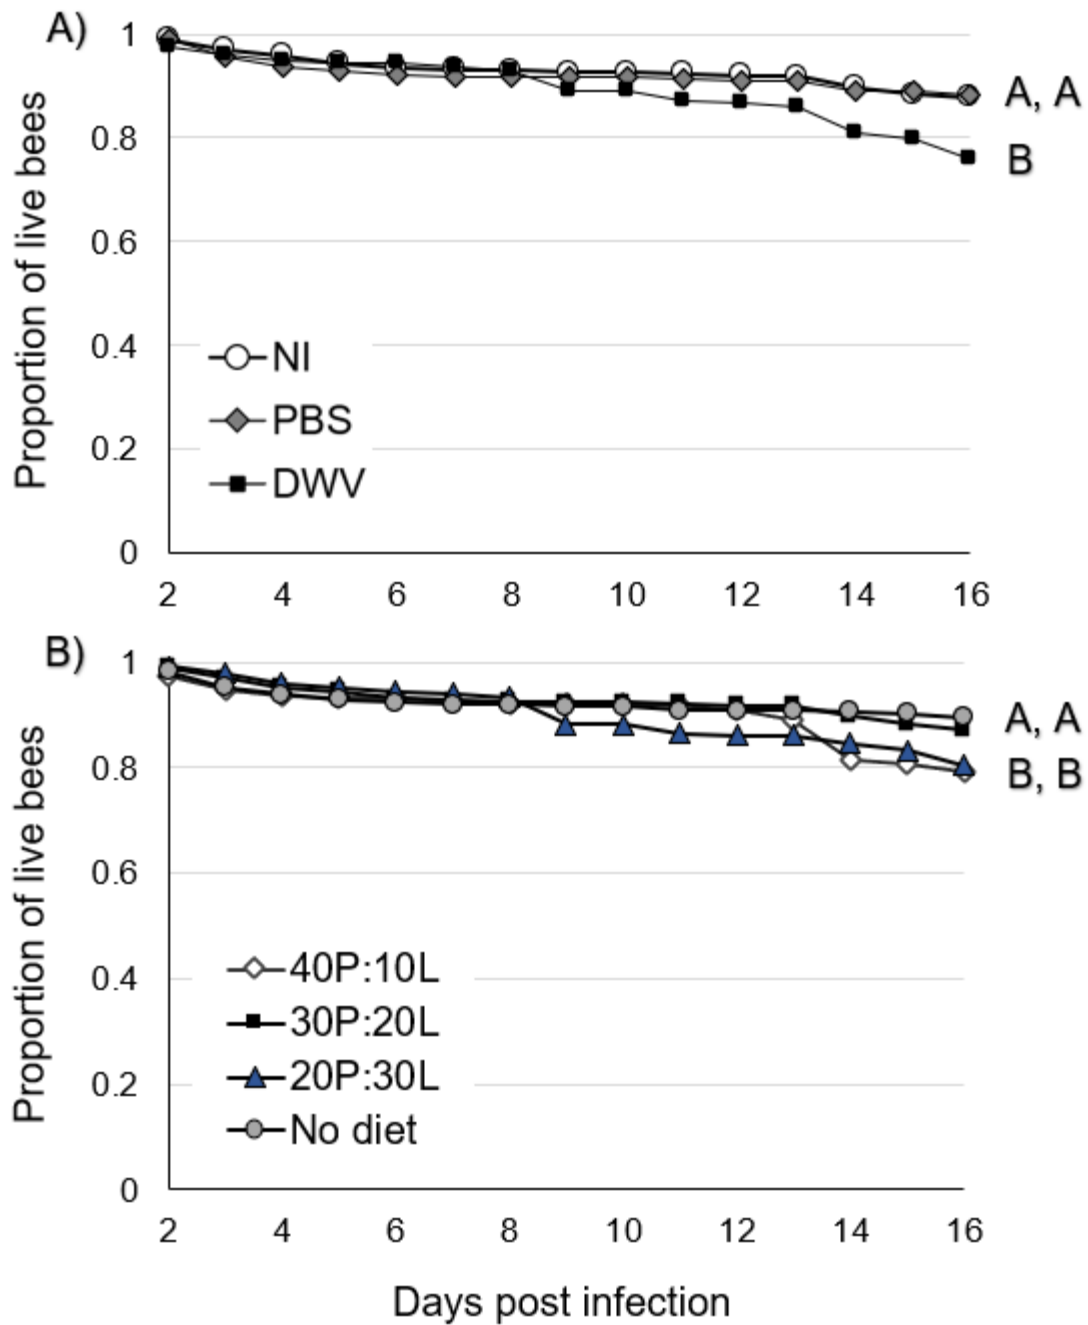 A)
Proportion of live bees
1
0.8
0.6
0.4
0.2
0
NI
PBS
DWV
A, A
B
2 4 6 8 10 12 14 16
B)
Proportion of live bees
1
0.8
0.6
0.4
0.2
0
40P:10L
30P:20L
20P:30L
No diet
A, A
B, B
2 4 6 8 10 12 14 16
Days post infection